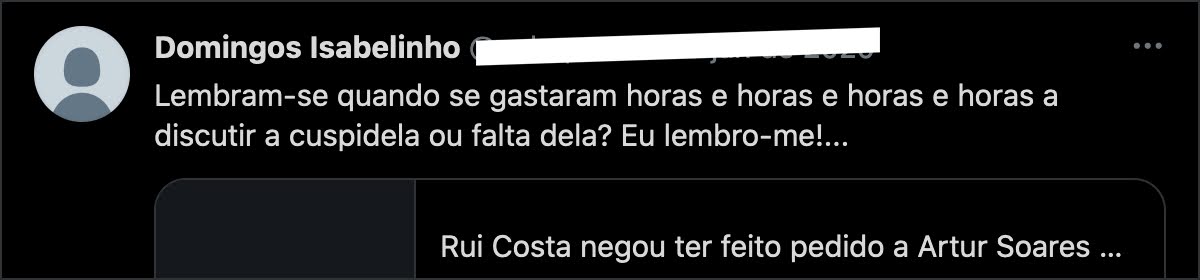 Domingos Isabelinho
Lembram-se quando se gastaram horas e horas e horas e horas a
discutir a cuspidela ou falta dela? Eu lembro-me!...
Rui Costa negou ter feito pedido a Artur Soares ...